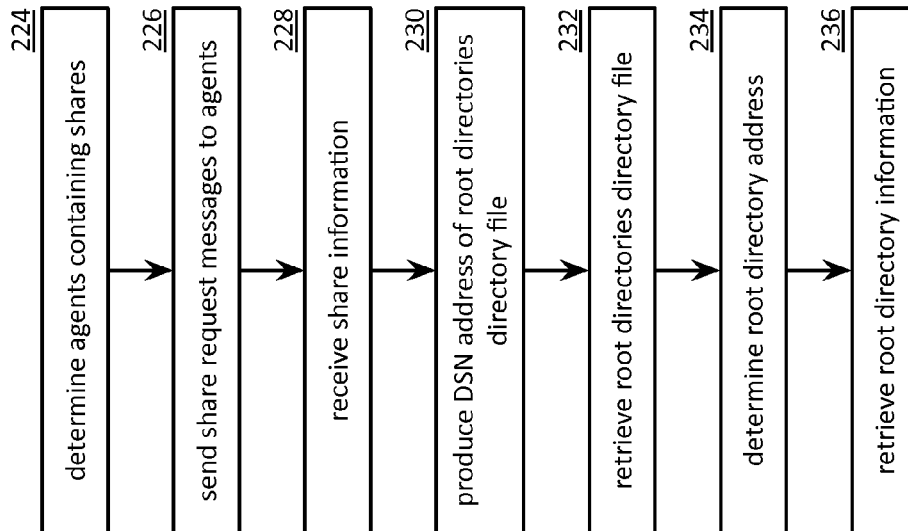 224
determine agents containing shares
226
send share request messages to agents
228
receive share information
230
produce DSN address of root directories
directory file
232
retrieve root directories directory file
234
determine root directory address
236
retrieve root directory information